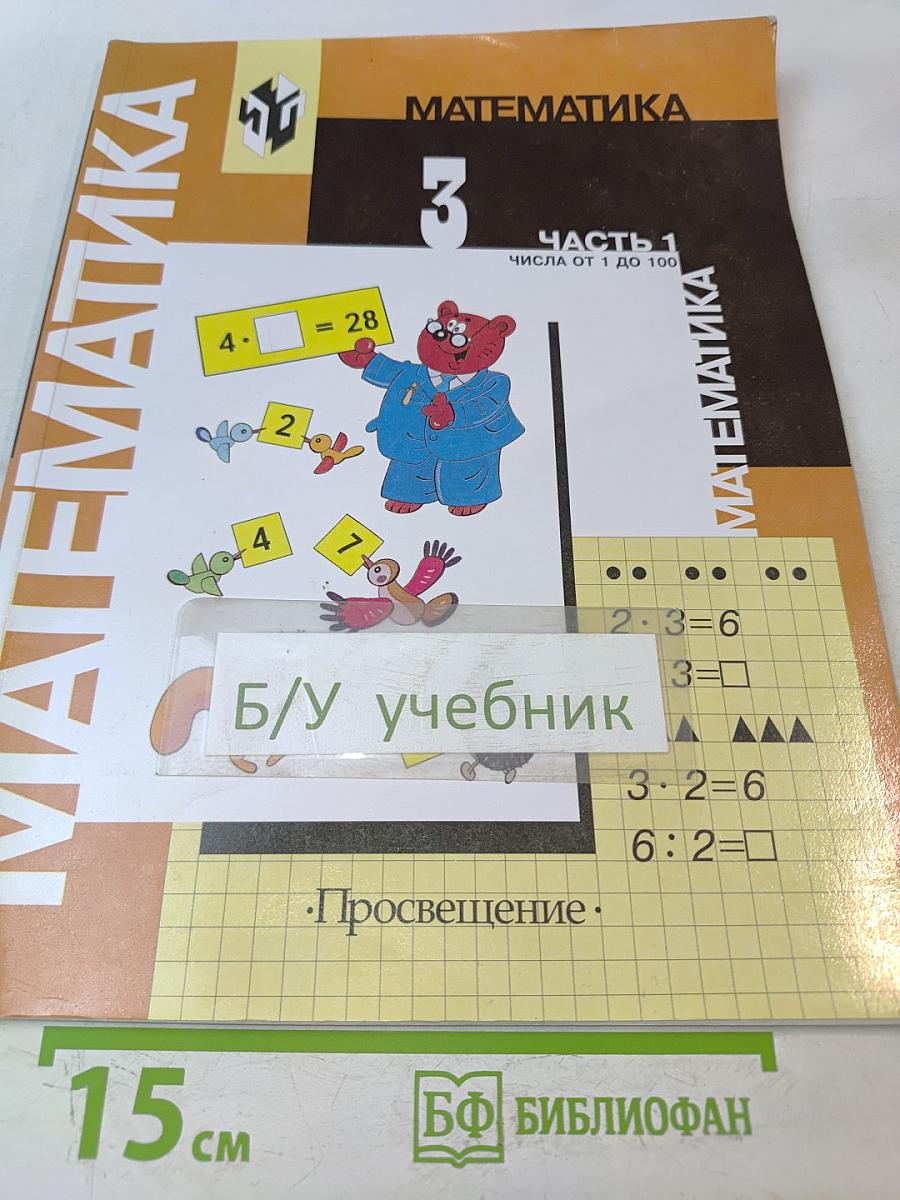 МАТЕМАТИКА
МАТЕМАТИКА
3
ЧАСТЬ 1
ЧИСЛА ОТ 1 ДО 100
МАТЕМАТИКА
4 · □ = 28
2
4
7
2 · 3=6
3=□
Б/У учебник
3 · 2=6
6 : 2=□
·Просвещение·
15 см
БФ БИБЛИОФАН